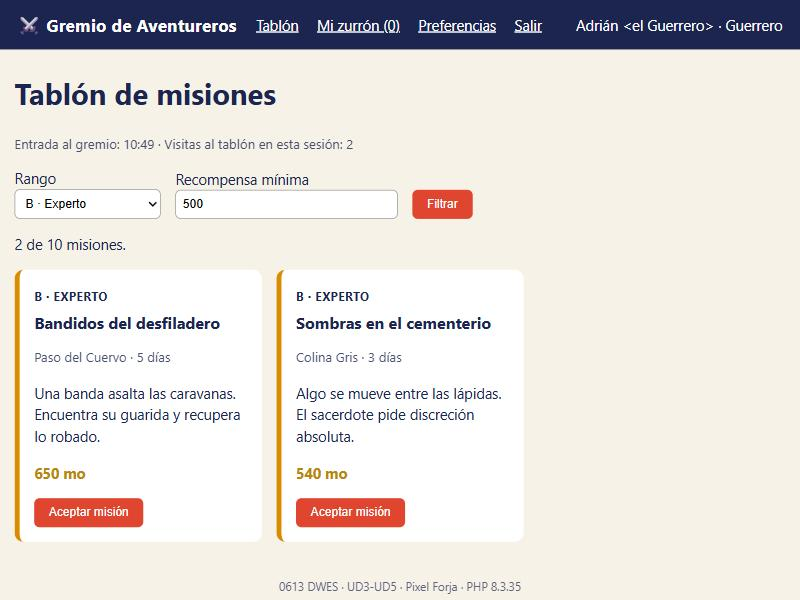 Gremio de Aventureros Tablón Mi zurrón (0) Preferencias Salir Adrián <el Guerrero> · Guerrero
Tablón de misiones
Entrada al gremio: 10:49 · Visitas al tablón en esta sesión: 2
Rango
Recompensa mínima
B · Experto
500
Filtrar
2 de 10 misiones.
B · EXPERTO
Bandidos del desfiladero
Paso del Cuervo · 5 días
Una banda asalta las caravanas.
Encuentra su guarida y recupera
lo robado.
650 mo
Aceptar misión
B · EXPERTO
Sombras en el cementerio
Colina Gris · 3 días
Algo se mueve entre las lápidas.
El sacerdote pide discreción
absoluta.
540 mo
Aceptar misión
0613 DWES · UD3-UD5 · Pixel Forja · PHP 8.3.35